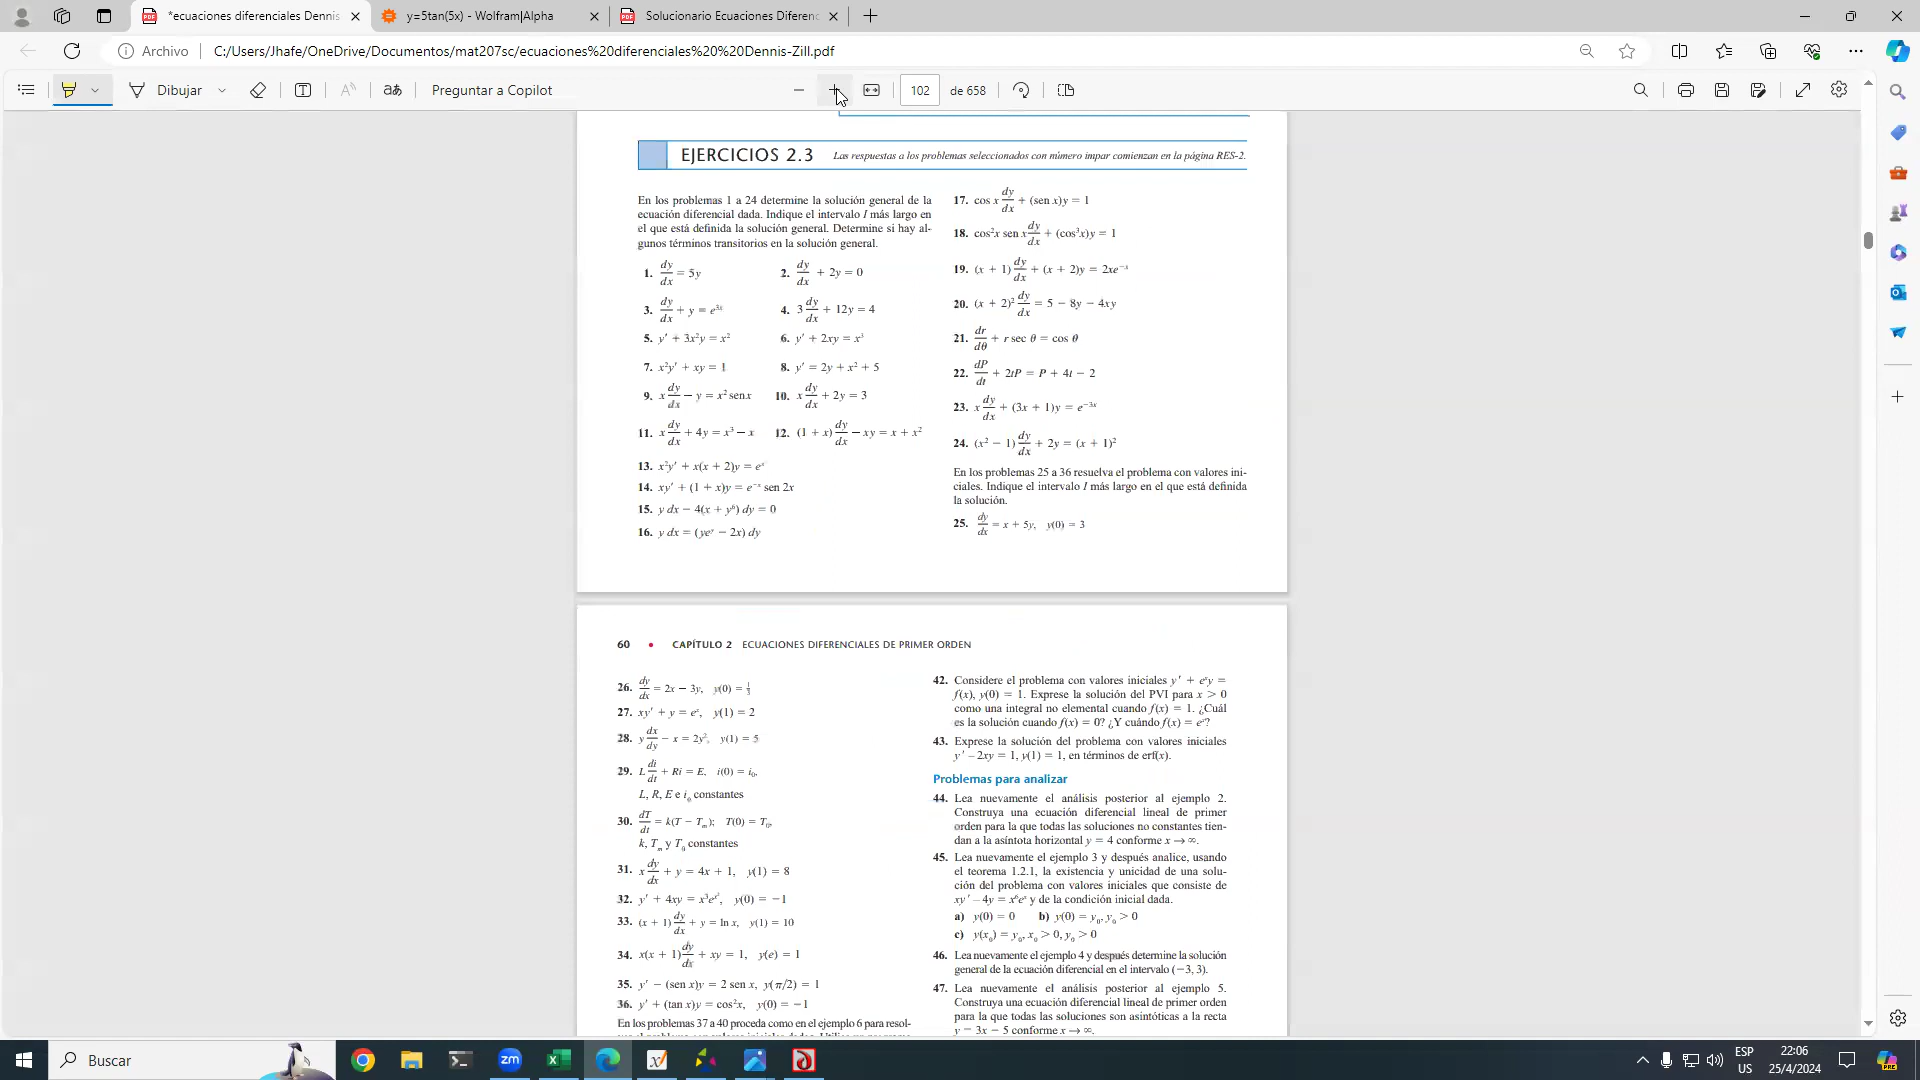 *ecuaciones diferenciales Dennis
y=5tan(5x) - Wolfram|Alpha
Solucionario Ecuaciones Diferenc
Archivo
C:/Users/Jhafe/OneDrive/Documentos/mat207sc/ecuaciones%20diferenciales%20%20Dennis-Zill.pdf
Dibujar
aあ
Preguntar a Copilot
102
de 658
EJERCICIOS 2.3 Las respuestas a los problemas seleccionados con número impar comienzan en la página RES-2.
En los problemas 1 a 24 determine la solución general de la
ecuación diferencial dada. Indique el intervalo I más largo en
el que está definida la solución general. Determine si hay al-
gunos términos transitorios en la solución general.
1. dy/dx = 5y 2. dy/dx + 2y = 0
3. dy/dx + y = e³ˣ 4. 3 dy/dx + 12y = 4
5. y′ + 3x²y = x² 6. y′ + 2xy = x³
7. x²y′ + xy = 1 8. y′ = 2y + x² + 5
9. x dy/dx − y = x² senx 10. x dy/dx + 2y = 3
11. x dy/dx + 4y = x³ − x 12. (1 + x) dy/dx − xy = x + x²
13. x²y′ + x(x + 2)y = eˣ
14. xy′ + (1 + x)y = e⁻ˣ sen 2x
15. y dx − 4(x + y⁶) dy = 0
16. y dx = (yeʸ − 2x) dy
17. cos x dy/dx + (sen x)y = 1
18. cos²x sen x dy/dx + (cos³x)y = 1
19. (x + 1) dy/dx + (x + 2)y = 2xe⁻ˣ
20. (x + 2)² dy/dx = 5 − 8y − 4xy
21. dr/dθ + r sec θ = cos θ
22. dP/dt + 2tP = P + 4t − 2
23. x dy/dx + (3x + 1)y = e⁻³ˣ
24. (x² − 1) dy/dx + 2y = (x + 1)²
En los problemas 25 a 36 resuelva el problema con valores ini-
ciales. Indique el intervalo I más largo en el que está definida
la solución.
25. dy/dx = x + 5y, y(0) = 3
60 • CAPÍTULO 2 ECUACIONES DIFERENCIALES DE PRIMER ORDEN
26. dy/dx = 2x − 3y, y(0) = 1/3
27. xy′ + y = eˣ, y(1) = 2
28. y dx/dy − x = 2y², y(1) = 5
29. L di/dt + Ri = E, i(0) = i₀,
L, R, E e i₀ constantes
30. dT/dt = k(T − Tₘ); T(0) = T₀,
k, Tₘ y T₀ constantes
31. x dy/dx + y = 4x + 1, y(1) = 8
32. y′ + 4xy = x³eˣ², y(0) = −1
33. (x + 1) dy/dx + y = ln x, y(1) = 10
34. x(x + 1) dy/dx + xy = 1, y(e) = 1
35. y′ − (sen x)y = 2 sen x, y(π/2) = 1
36. y′ + (tan x)y = cos²x, y(0) = −1
En los problemas 37 a 40 proceda como en el ejemplo 6 para resol-
42. Considere el problema con valores iniciales y′ + eˣy =
f(x), y(0) = 1. Exprese la solución del PVI para x > 0
como una integral no elemental cuando f(x) = 1. ¿Cuál
es la solución cuando f(x) = 0? ¿Y cuándo f(x) = eˣ?
43. Exprese la solución del problema con valores iniciales
y′ – 2xy = 1, y(1) = 1, en términos de erf(x).
Problemas para analizar
44. Lea nuevamente el análisis posterior al ejemplo 2.
Construya una ecuación diferencial lineal de primer
orden para la que todas las soluciones no constantes tien-
dan a la asíntota horizontal y = 4 conforme x → ∞.
45. Lea nuevamente el ejemplo 3 y después analice, usando
el teorema 1.2.1, la existencia y unicidad de una solu-
ción del problema con valores iniciales que consiste de
xy′ – 4y = x⁶eˣ y de la condición inicial dada.
a) y(0) = 0 b) y(0) = y₀, y₀ > 0
c) y(x₀) = y₀, x₀ > 0, y₀ > 0
46. Lea nuevamente el ejemplo 4 y después determine la solución
general de la ecuación diferencial en el intervalo (−3, 3).
47. Lea nuevamente el análisis posterior al ejemplo 5.
Construya una ecuación diferencial lineal de primer orden
para la que todas las soluciones son asintóticas a la recta
y = 3x − 5 conforme x → ∞.
Buscar
zm
ESP
US
22:06
25/4/2024
PRE